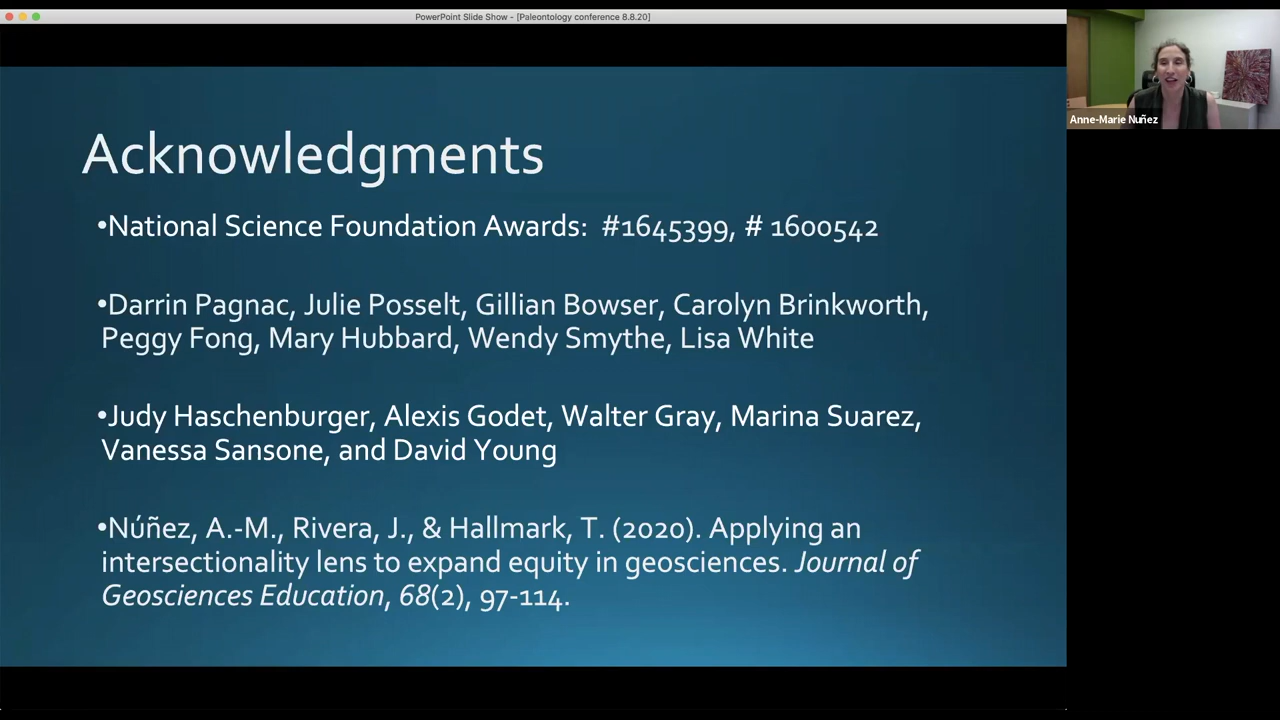 PowerPoint Slide Show - [Paleontology conference 8.8.20]
Anne-Marie Nuñez
Acknowledgments
•National Science Foundation Awards:  #1645399, # 1600542
•Darrin Pagnac, Julie Posselt, Gillian Bowser, Carolyn Brinkworth,
Peggy Fong, Mary Hubbard, Wendy Smythe, Lisa White
•Judy Haschenburger, Alexis Godet, Walter Gray, Marina Suarez,
Vanessa Sansone, and David Young
•Núñez, A.-M., Rivera, J., & Hallmark, T. (2020). Applying an
intersectionality lens to expand equity in geosciences. Journal of
Geosciences Education, 68(2), 97-114.